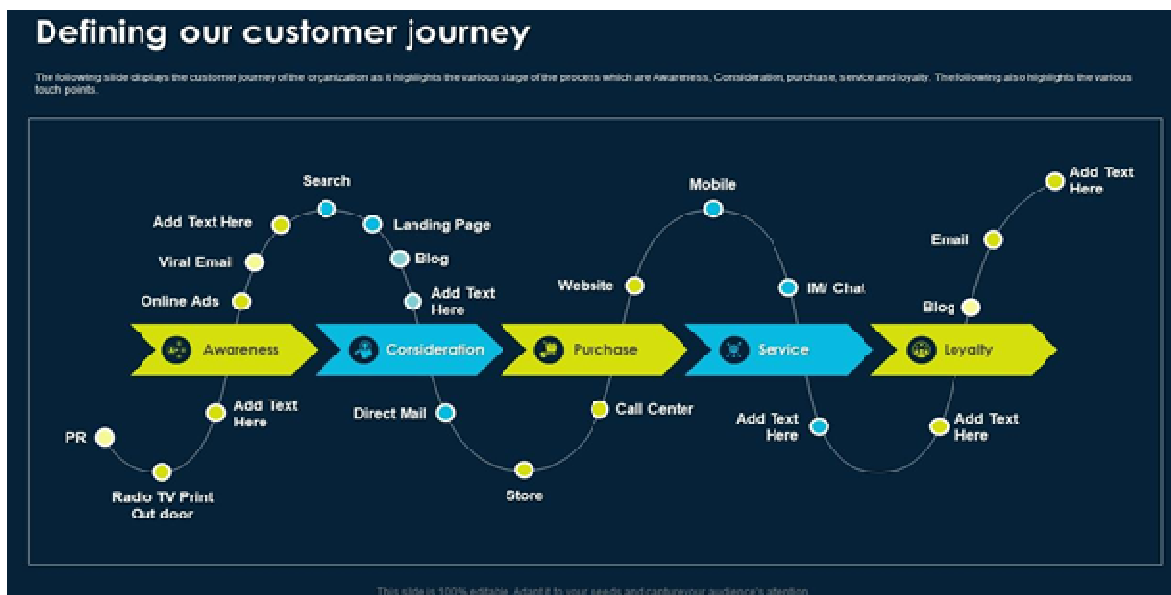 Defining our customer journey
The following slide displays the customer journey of the organization as it highlights the various stage of the process which are Awareness, Consideration, purchase, service and loyalty. The following also highlights the various
touch points.
Search
Mobile
Add Text
Here
Add Text Here
Landing Page
Email
Viral Email
Blog
Website
IM/ Chat
Online Ads
Add Text
Here
Blog
Awareness
Consideration
Purchase
Service
Loyalty
Add Text
Here
Direct Mail
Call Center
Add Text
Here
Add Text
Here
PR
Radio TV Print
Out door
Store
This slide is 100% editable. Adapt it to your needs and capture your audience's attention